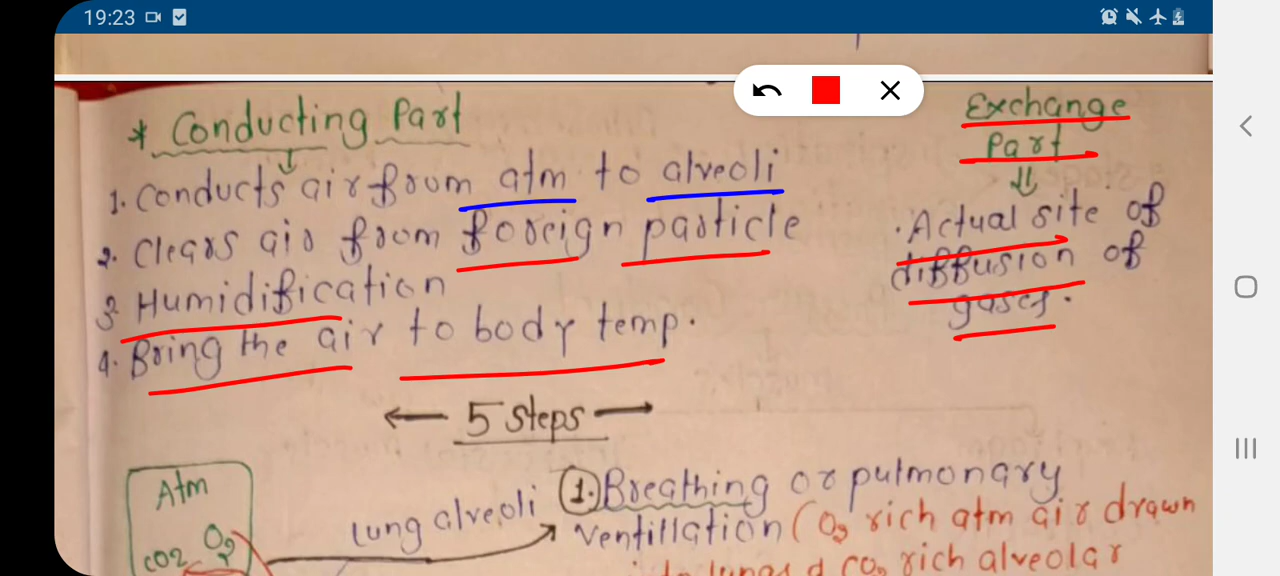 19:23
* Conducting Part
1. Conducts air from atm to alveoli
2. Clears air from foreign particle
3 Humidification
4. Bring the air to body temp.
Exchange
Part
. Actual site of
diffusion of
gases.
5 Steps
Atm
O2
CO2
lung alveoli
1. Breathing or pulmonary
ventillation (O2 rich atm air drawn
CO2 rich alveolar